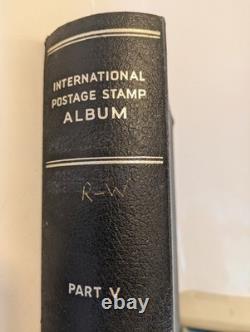 INTERNATIONAL
POSTAGE STAMP
ALBUM
R-W
PART V